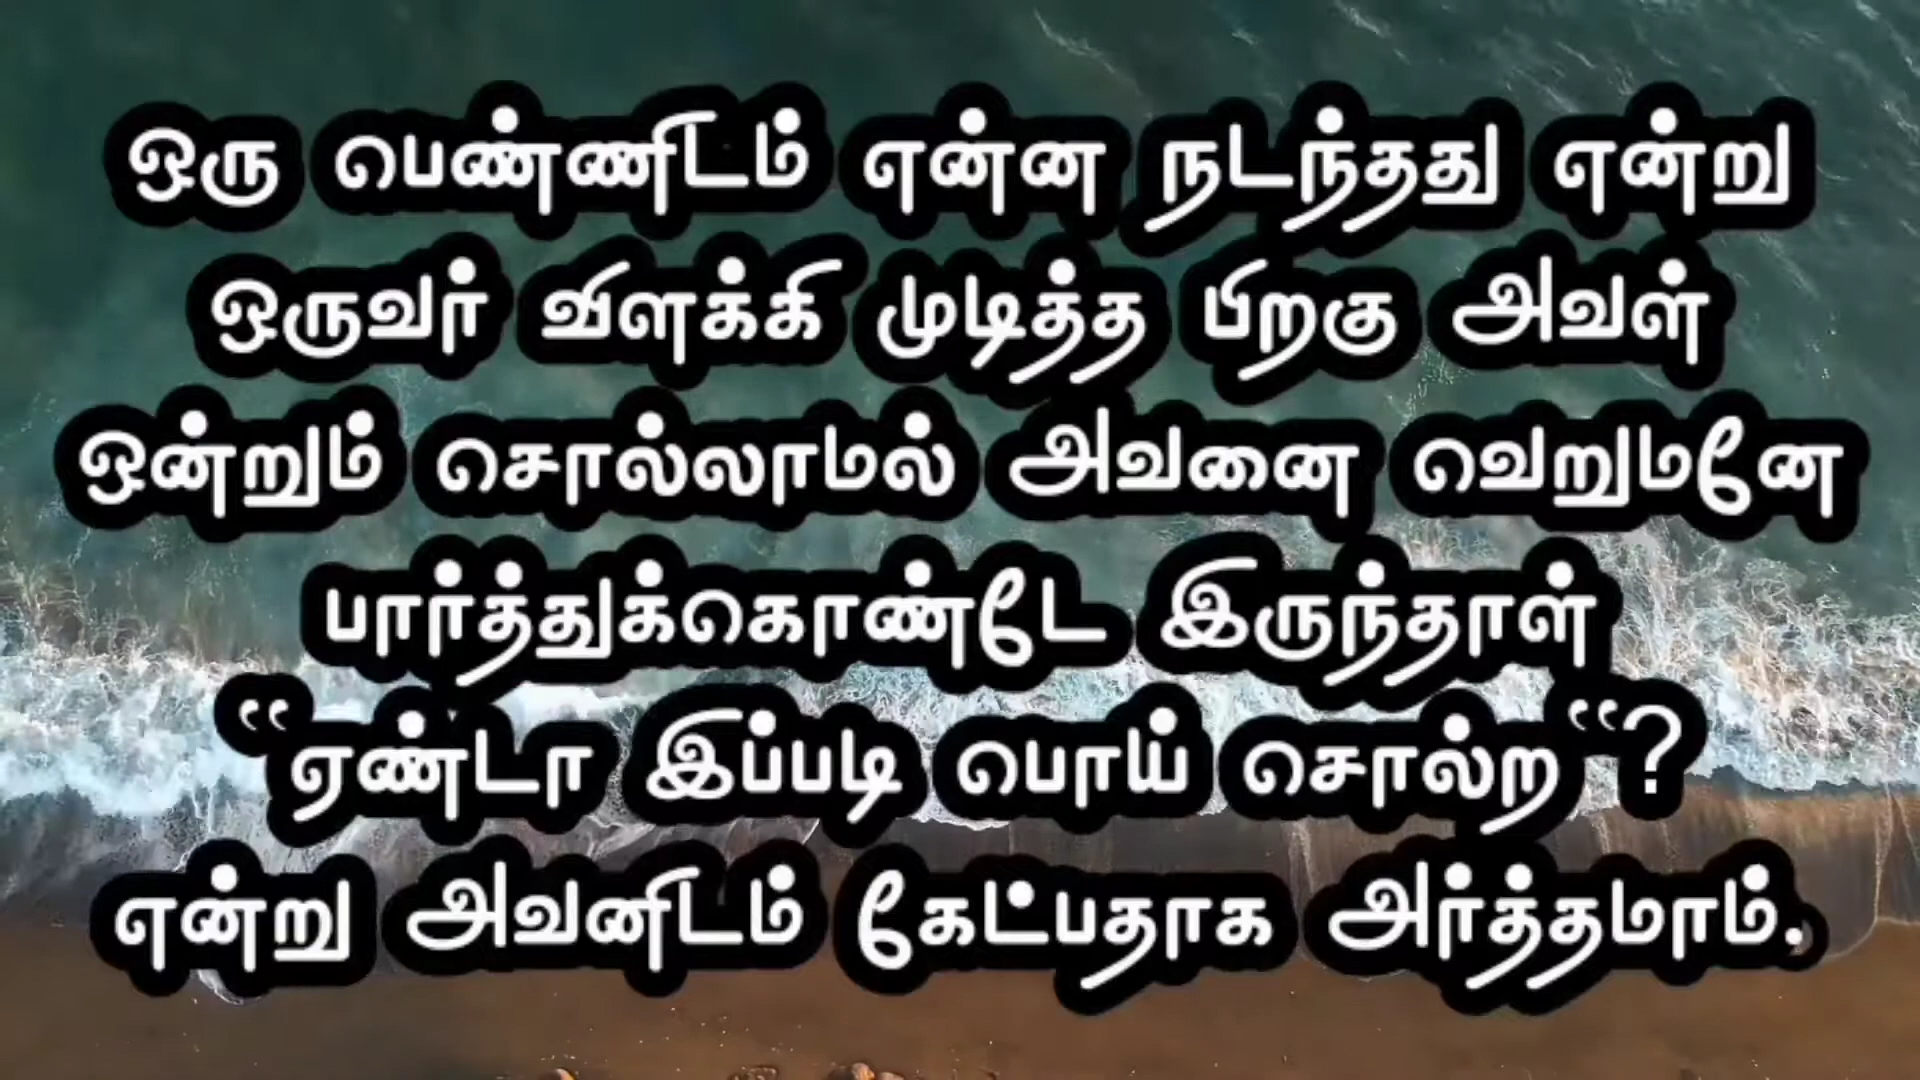 ஒரு பெண்ணிடம் என்ன நடந்தது என்று
ஒருவர் விளக்கி முடித்த பிறகு அவள்
ஒன்றும் சொல்லாமல் அவனை வெறுமனே
பார்த்துக்கொண்டே இருந்தாள்
“ஏண்டா இப்படி பொய் சொல்ற“?
என்று அவனிடம் கேட்பதாக அர்த்தமாம்.